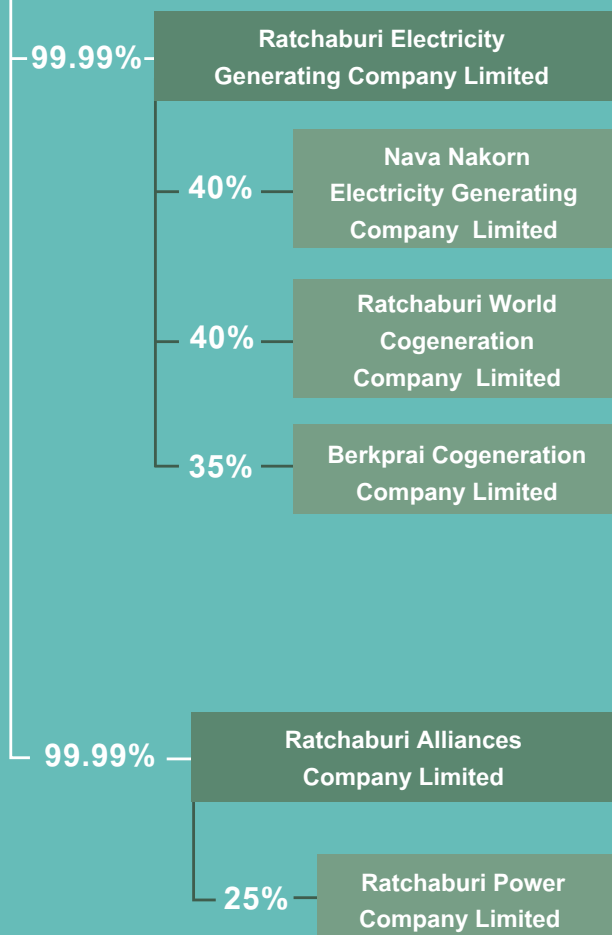 99.99%
Ratchaburi Electricity
Generating Company Limited
40%
Nava Nakorn
Electricity Generating
Company Limited
40%
Ratchaburi World
Cogeneration
Company Limited
35%
Berkprai Cogeneration
Company Limited
99.99%
Ratchaburi Alliances
Company Limited
25%
Ratchaburi Power
Company Limited